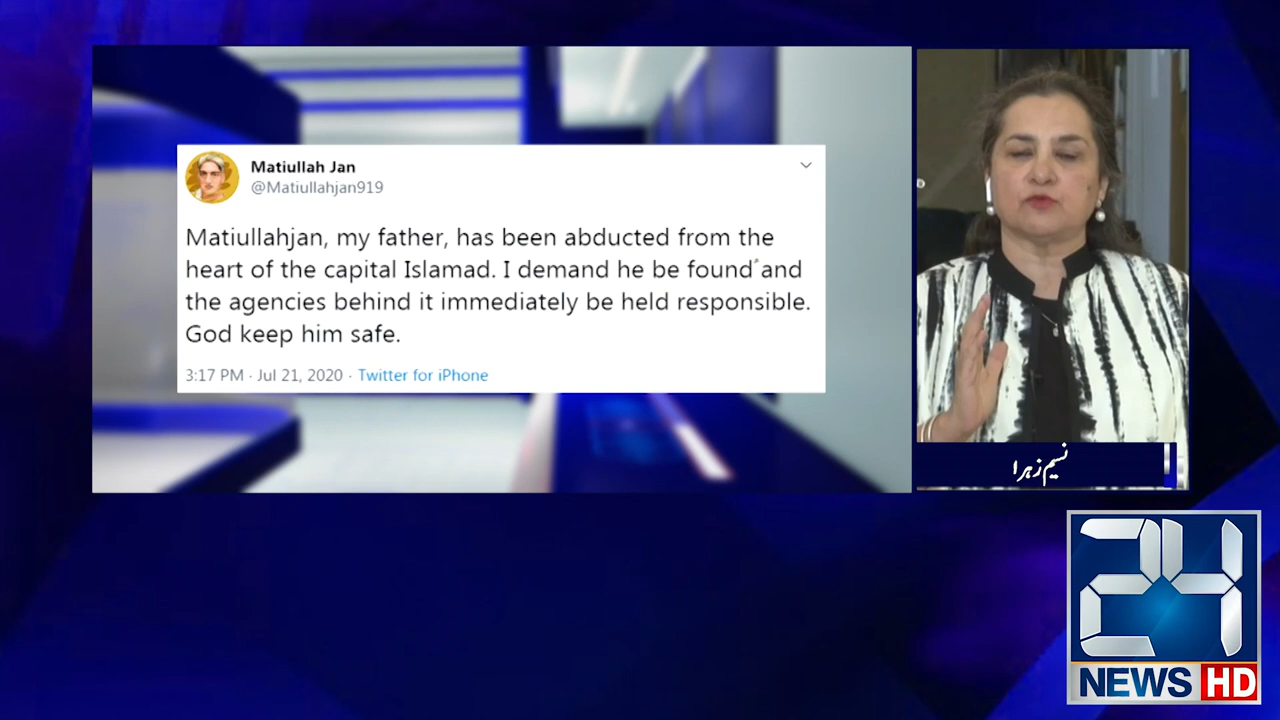 Matiullah Jan
@Matiullahjan919
Matiullahjan, my father, has been abducted from the
heart of the capital Islamad. I demand he be found and
the agencies behind it immediately be held responsible.
God keep him safe.
3:17 PM · Jul 21, 2020 · Twitter for iPhone
نسیم زہرا
24
NEWS HD